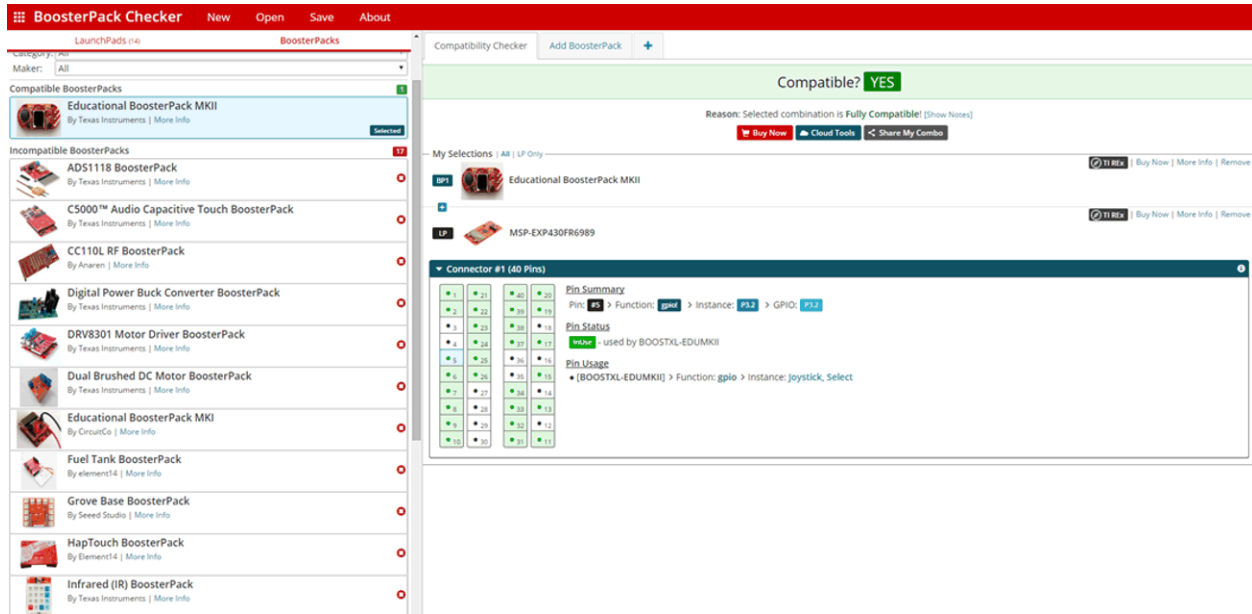 BoosterPack Checker New Open Save About
LaunchPads (14) BoosterPacks
Category: All
Maker: All
Compatible BoosterPacks 1
Educational BoosterPack MKII
By Texas Instruments | More Info
Selected
Incompatible BoosterPacks 17
ADS1118 BoosterPack
By Texas Instruments | More Info
C5000™ Audio Capacitive Touch BoosterPack
By Texas Instruments | More Info
CC110L RF BoosterPack
By Anaren | More Info
Digital Power Buck Converter BoosterPack
By Texas Instruments | More Info
DRV8301 Motor Driver BoosterPack
By Texas Instruments | More Info
Dual Brushed DC Motor BoosterPack
By Texas Instruments | More Info
Educational BoosterPack MKI
By CircuitCo | More Info
Fuel Tank BoosterPack
By element14 | More Info
Grove Base BoosterPack
By Seeed Studio | More Info
HapTouch BoosterPack
By Element14 | More Info
Infrared (IR) BoosterPack
By Texas Instruments | More Info
Compatibility Checker Add BoosterPack +
Compatible? YES
Reason: Selected combination is Fully Compatible! [Show Notes]
Buy Now Cloud Tools Share My Combo
My Selections | All | LP Only
TI REx | Buy Now | More Info | Remove
BP1 Educational BoosterPack MKII
+
TI REx | Buy Now | More Info | Remove
LP MSP-EXP430FR6989
Connector #1 (40 Pins)
1 21 40 20
2 22 39 19
3 23 38 18
4 24 37 17
5 25 36 16
6 26 35 15
7 27 34 14
8 28 33 13
9 29 32 12
10 30 31 11
Pin Summary
Pin: #5 > Function: gpio! > Instance: P3.2 > GPIO: P3.2
Pin Status
InUse - used by BOOSTXL-EDUMKII
Pin Usage
• [BOOSTXL-EDUMKII] > Function: gpio > Instance: Joystick, Select